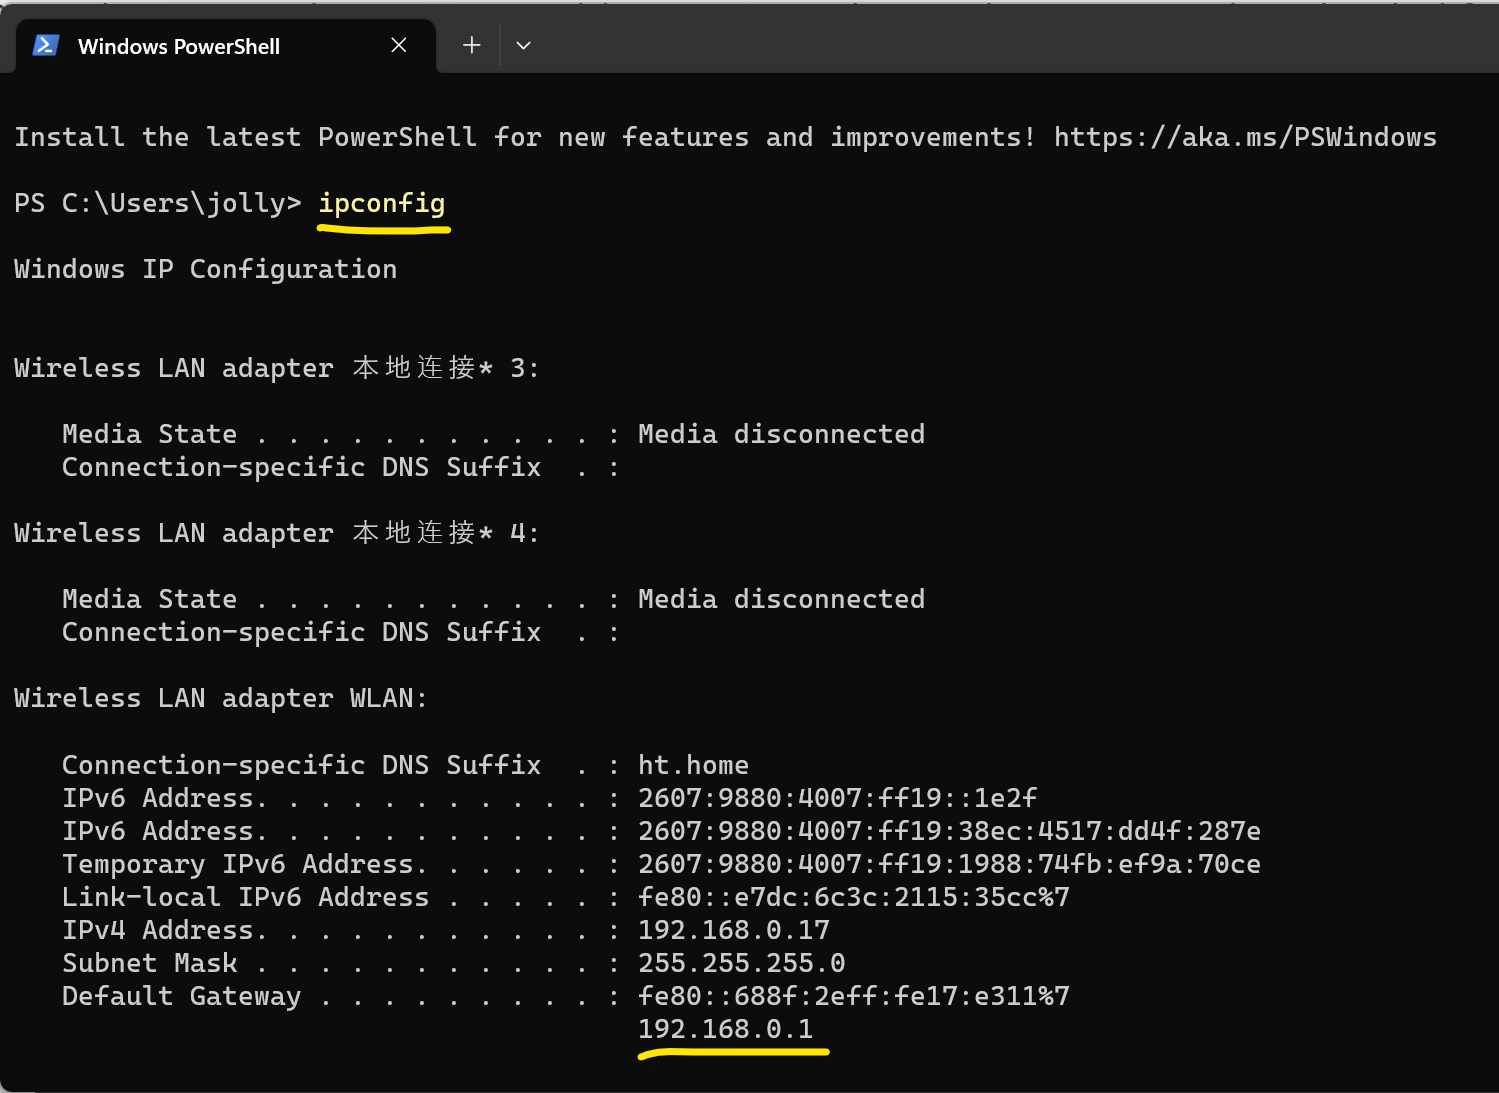 Windows PowerShell
Install the latest PowerShell for new features and improvements! https://aka.ms/PSWindows
PS C:\Users\jolly> ipconfig
Windows IP Configuration
Wireless LAN adapter 本地连接* 3:
Media State . . . . . . . . . . . : Media disconnected
Connection-specific DNS Suffix  . :
Wireless LAN adapter 本地连接* 4:
Media State . . . . . . . . . . . : Media disconnected
Connection-specific DNS Suffix  . :
Wireless LAN adapter WLAN:
Connection-specific DNS Suffix  . : ht.home
IPv6 Address. . . . . . . . . . . : 2607:9880:4007:ff19::1e2f
IPv6 Address. . . . . . . . . . . : 2607:9880:4007:ff19:38ec:4517:dd4f:287e
Temporary IPv6 Address. . . . . . : 2607:9880:4007:ff19:1988:74fb:ef9a:70ce
Link-local IPv6 Address . . . . . : fe80::e7dc:6c3c:2115:35cc%7
IPv4 Address. . . . . . . . . . . : 192.168.0.17
Subnet Mask . . . . . . . . . . . : 255.255.255.0
Default Gateway . . . . . . . . . : fe80::688f:2eff:fe17:e311%7
192.168.0.1